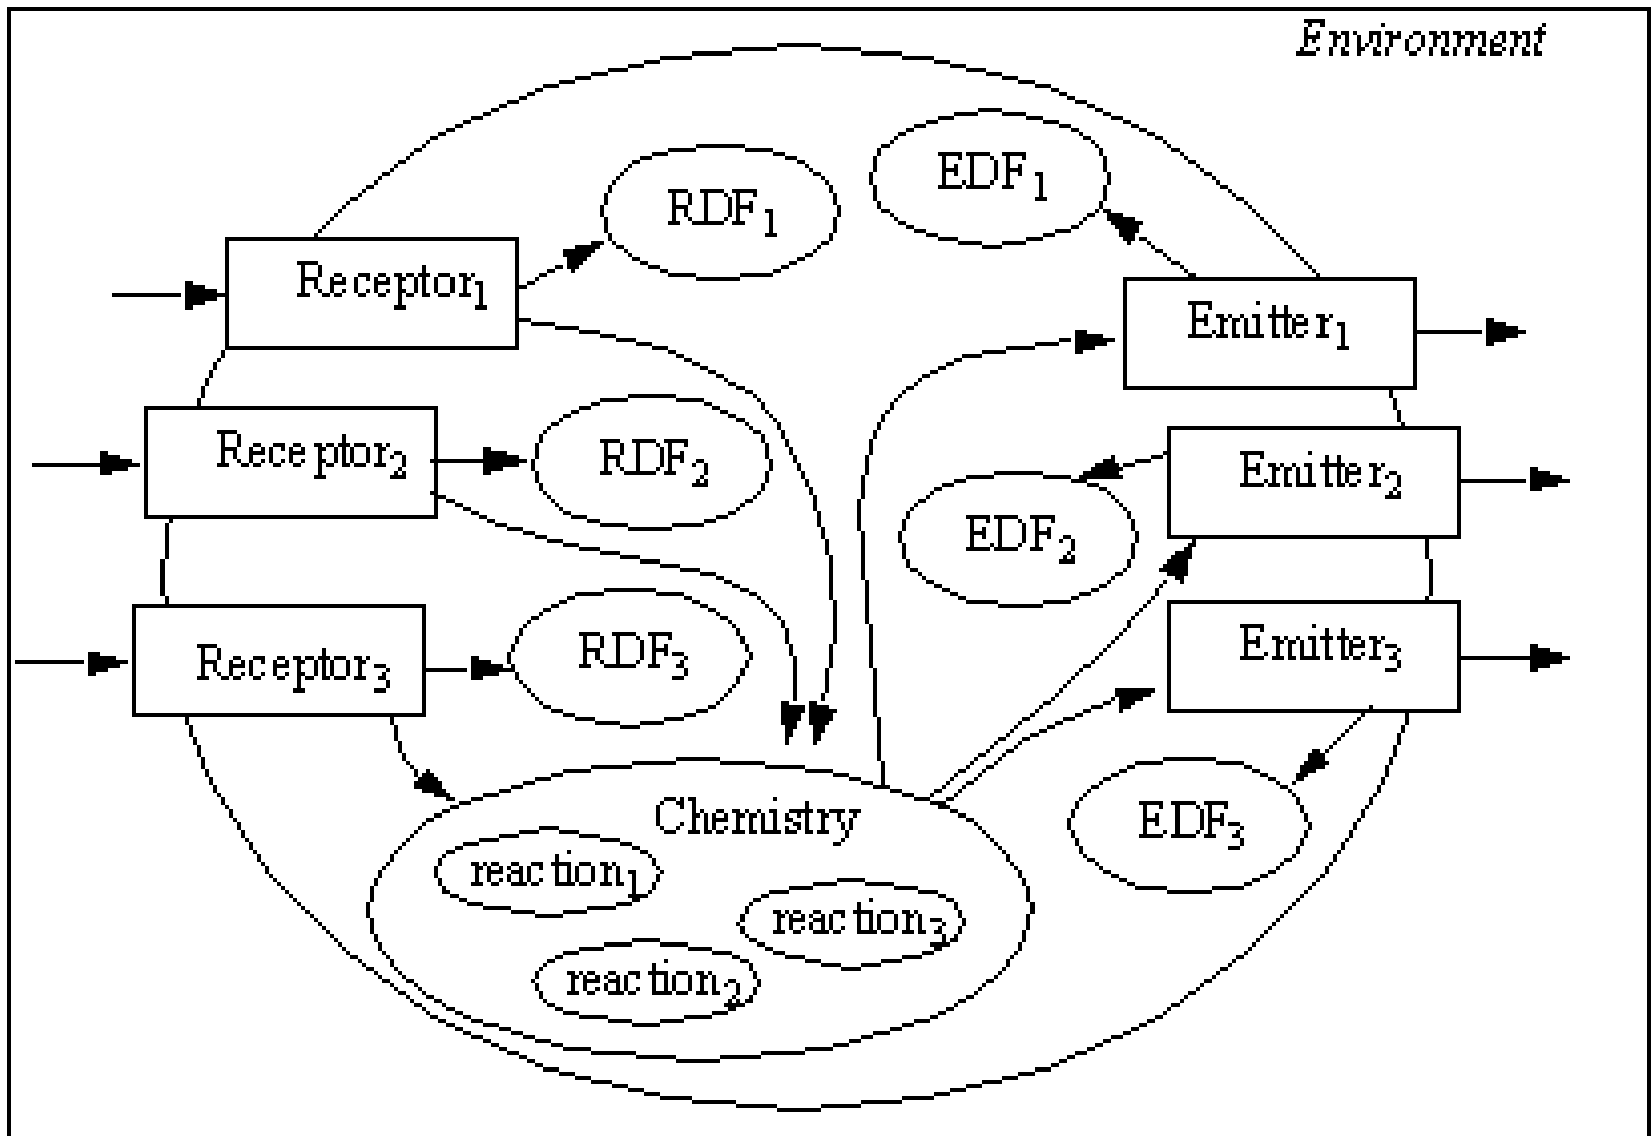 Environment
EDF1
RDF1
Receptor1
Emitter1
Receptor2
RDF2
Emitter2
EDF2
Receptor3
RDF3
Emitter3
Chemistry
EDF3
reaction1
reaction3
reaction2